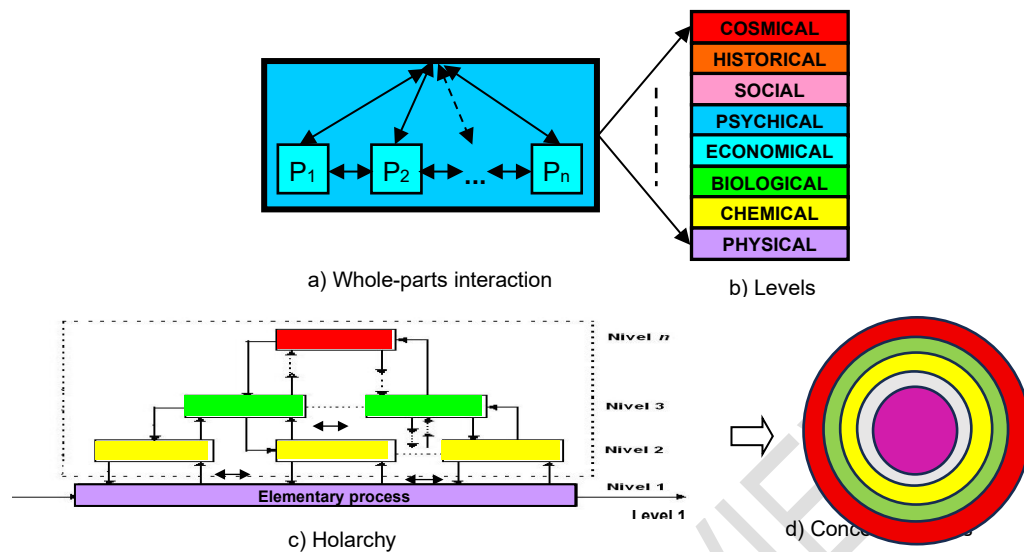 COSMICAL
HISTORICAL
SOCIAL
PSYCHICAL
ECONOMICAL
BIOLOGICAL
CHEMICAL
PHYSICAL
P1
P2
...
Pn
a) Whole-parts interaction
b) Levels
Nivel n
Nivel 3
Nivel 2
Nivel 1
Elementary process
Level 1
c) Holarchy
d)